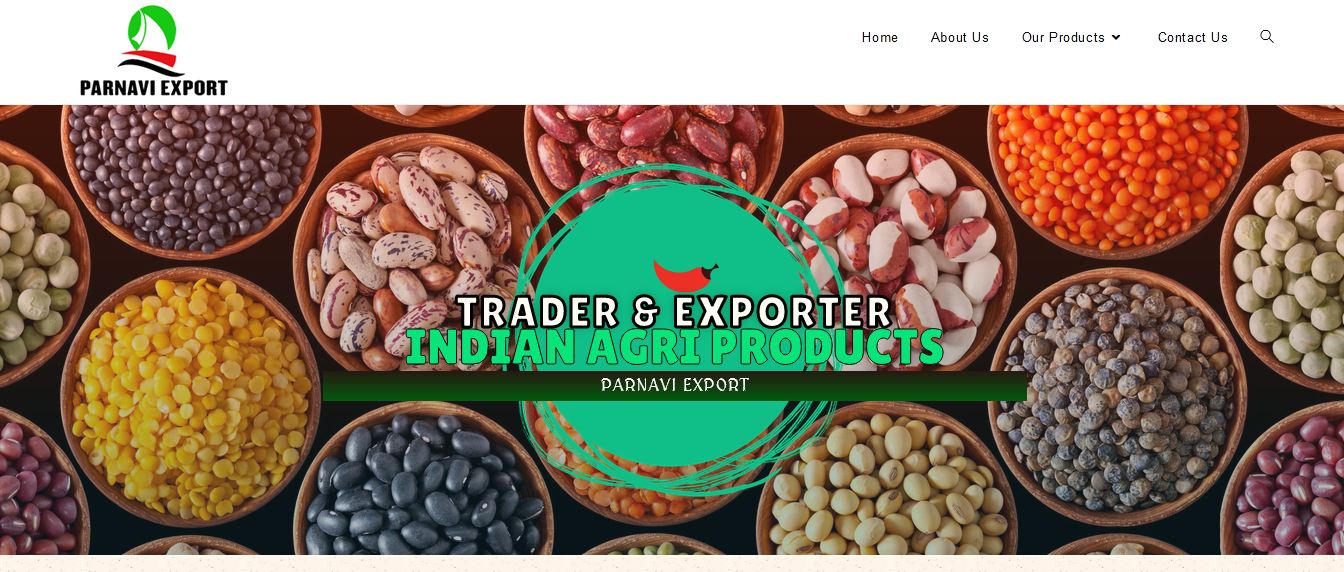 PARNAVI EXPORT
Home About Us Our Products Contact Us
TRADER & EXPORTER
INDIAN AGRI PRODUCTS
PARNAVI EXPORT